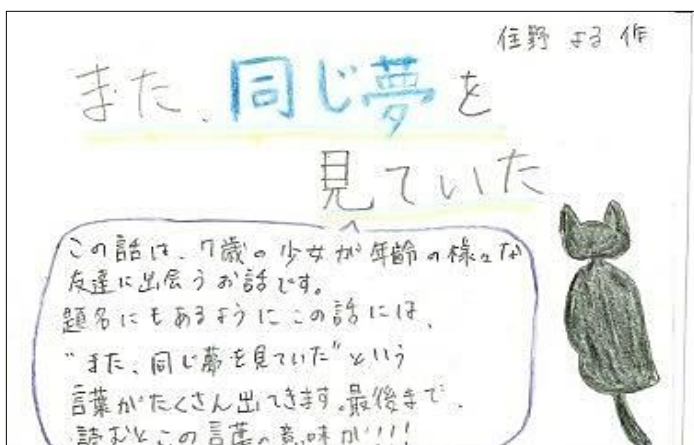 住野 よる 作
また、同じ夢を
見ていた
この話は、7歳の少女が年齢の様々な
友達に出会うお話です。
題名にもあるようにこの話には、
"また、同じ夢を見ていた"という
言葉がたくさん出てきます。最後まで
読むとこの言葉の意味が!!!